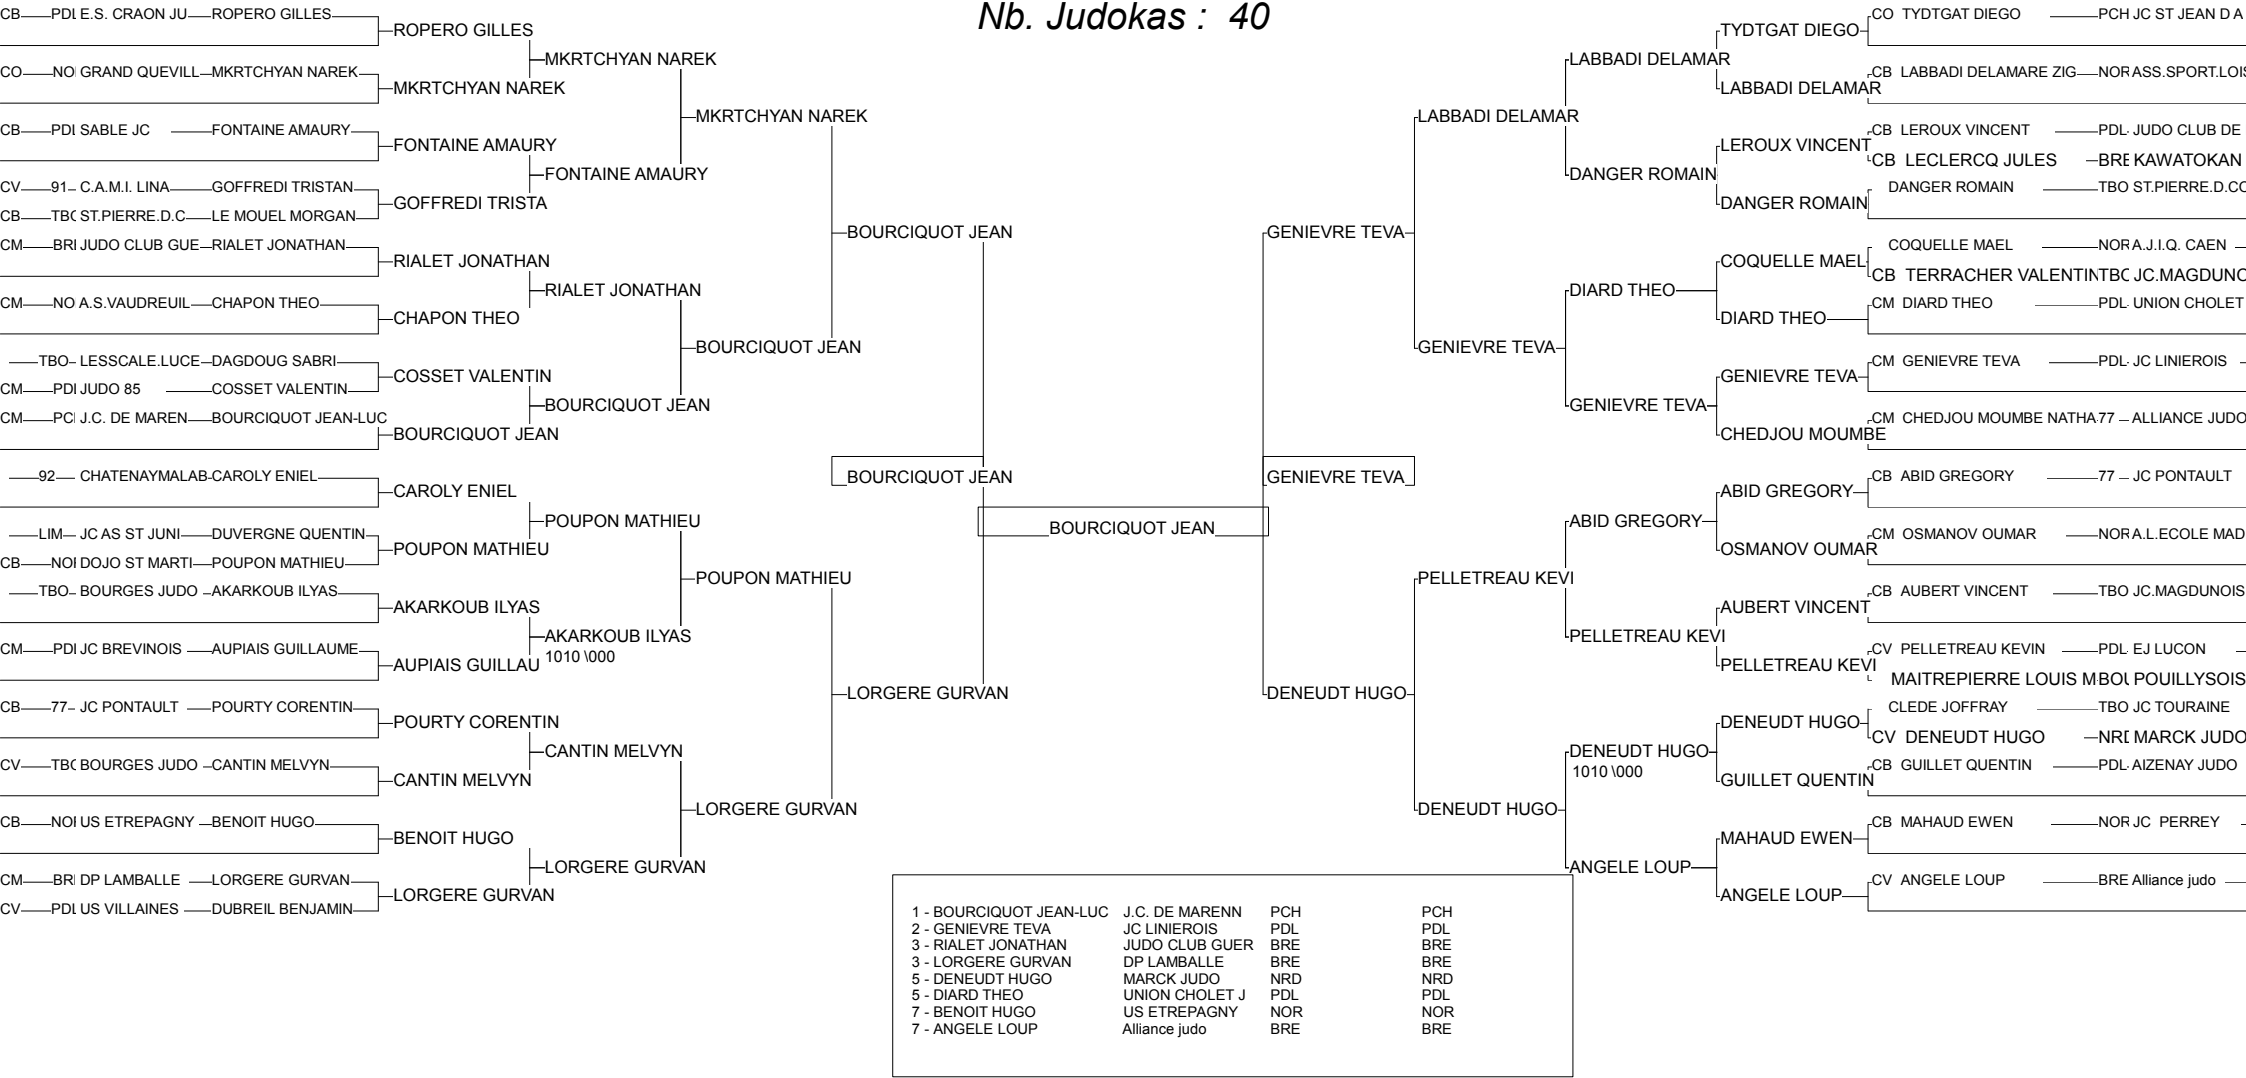 Nb. Judokas : 40
CB PDL E.S. CRAON JU ROPERO GILLES
CO NO GRAND QUEVILL MKRTCHYAN NAREK
CB PDL SABLE JC FONTAINE AMAURY
CV 91 C.A.M.I. LINA GOFFREDI TRISTAN
CB TBO ST.PIERRE.D.C LE MOUEL MORGAN
CM BRE JUDO CLUB GUE RIALET JONATHAN
CM NO A.S.VAUDREUIL CHAPON THEO
TBO LESSCALE.LUCE DAGDOUG SABRI
CM PDL JUDO 85 COSSET VALENTIN
CM PC J.C. DE MAREN BOURCIQUOT JEAN-LUC
92 CHATENAYMALAB CAROLY ENIEL
LIM JC AS ST JUNI DUVERGNE QUENTIN
CB NOR DOJO ST MARTI POUPON MATHIEU
TBO BOURGES JUDO AKARKOUB ILYAS
CM PDL JC BREVINOIS AUPIAIS GUILLAUME
CB 77 JC PONTAULT POURTY CORENTIN
CV TBO BOURGES JUDO CANTIN MELVYN
CB NOR US ETREPAGNY BENOIT HUGO
CM BR DP LAMBALLE LORGERE GURVAN
CV PDL US VILLAINES DUBREIL BENJAMIN
ROPERO GILLES
MKRTCHYAN NAREK
FONTAINE AMAURY
GOFFREDI TRISTA
RIALET JONATHAN
CHAPON THEO
COSSET VALENTIN
BOURCIQUOT JEAN
CAROLY ENIEL
POUPON MATHIEU
AKARKOUB ILYAS
AUPIAIS GUILLAU
POURTY CORENTIN
CANTIN MELVYN
BENOIT HUGO
LORGERE GURVAN
MKRTCHYAN NAREK
FONTAINE AMAURY
RIALET JONATHAN
BOURCIQUOT JEAN
POUPON MATHIEU
AKARKOUB ILYAS
1010 \000
CANTIN MELVYN
LORGERE GURVAN
MKRTCHYAN NAREK
BOURCIQUOT JEAN
POUPON MATHIEU
LORGERE GURVAN
BOURCIQUOT JEAN
BOURCIQUOT JEAN
LORGERE GURVAN
BOURCIQUOT JEAN
GENIEVRE TEVA
GENIEVRE TEVA
DENEUDT HUGO
LABBADI DELAMAR
GENIEVRE TEVA
PELLETREAU KEVI
DENEUDT HUGO
LABBADI DELAMAR
DANGER ROMAIN
DIARD THEO
GENIEVRE TEVA
ABID GREGORY
PELLETREAU KEVI
DENEUDT HUGO
1010 \000
ANGELE LOUP
TYDTGAT DIEGO
LABBADI DELAMAR
LEROUX VINCENT
DANGER ROMAIN
COQUELLE MAEL
DIARD THEO
GENIEVRE TEVA
CHEDJOU MOUMBE
ABID GREGORY
OSMANOV OUMAR
AUBERT VINCENT
PELLETREAU KEVI
DENEUDT HUGO
GUILLET QUENTIN
MAHAUD EWEN
ANGELE LOUP
CO TYDTGAT DIEGO PCH JC ST JEAN D A
CB LABBADI DELAMARE ZIG NOR ASS.SPORT.LOIS
CB LEROUX VINCENT PDL JUDO CLUB DE
CB LECLERCQ JULES BRE KAWATOKAN
DANGER ROMAIN TBO ST.PIERRE.D.CO
COQUELLE MAEL NOR A.J.I.Q. CAEN
CB TERRACHER VALENTIN TBO JC.MAGDUNO
CM DIARD THEO PDL UNION CHOLET
CM GENIEVRE TEVA PDL JC LINIEROIS
CM CHEDJOU MOUMBE NATHA 77 ALLIANCE JUDO
CB ABID GREGORY 77 JC PONTAULT
CM OSMANOV OUMAR NOR A.L.ECOLE MAD
CB AUBERT VINCENT TBO JC.MAGDUNOIS
CV PELLETREAU KEVIN PDL EJ LUCON
MAITREPIERRE LOUIS M BOU POUILLYSOIS
CLEDE JOFFRAY TBO JC TOURAINE
CV DENEUDT HUGO NRD MARCK JUDO
CB GUILLET QUENTIN PDL AIZENAY JUDO
CB MAHAUD EWEN NOR JC PERREY
CV ANGELE LOUP BRE Alliance judo
1 - BOURCIQUOT JEAN-LUC J.C. DE MARENN PCH PCH
2 - GENIEVRE TEVA JC LINIEROIS PDL PDL
3 - RIALET JONATHAN JUDO CLUB GUER BRE BRE
3 - LORGERE GURVAN DP LAMBALLE BRE BRE
5 - DENEUDT HUGO MARCK JUDO NRD NRD
5 - DIARD THEO UNION CHOLET J PDL PDL
7 - BENOIT HUGO US ETREPAGNY NOR NOR
7 - ANGELE LOUP Alliance judo BRE BRE